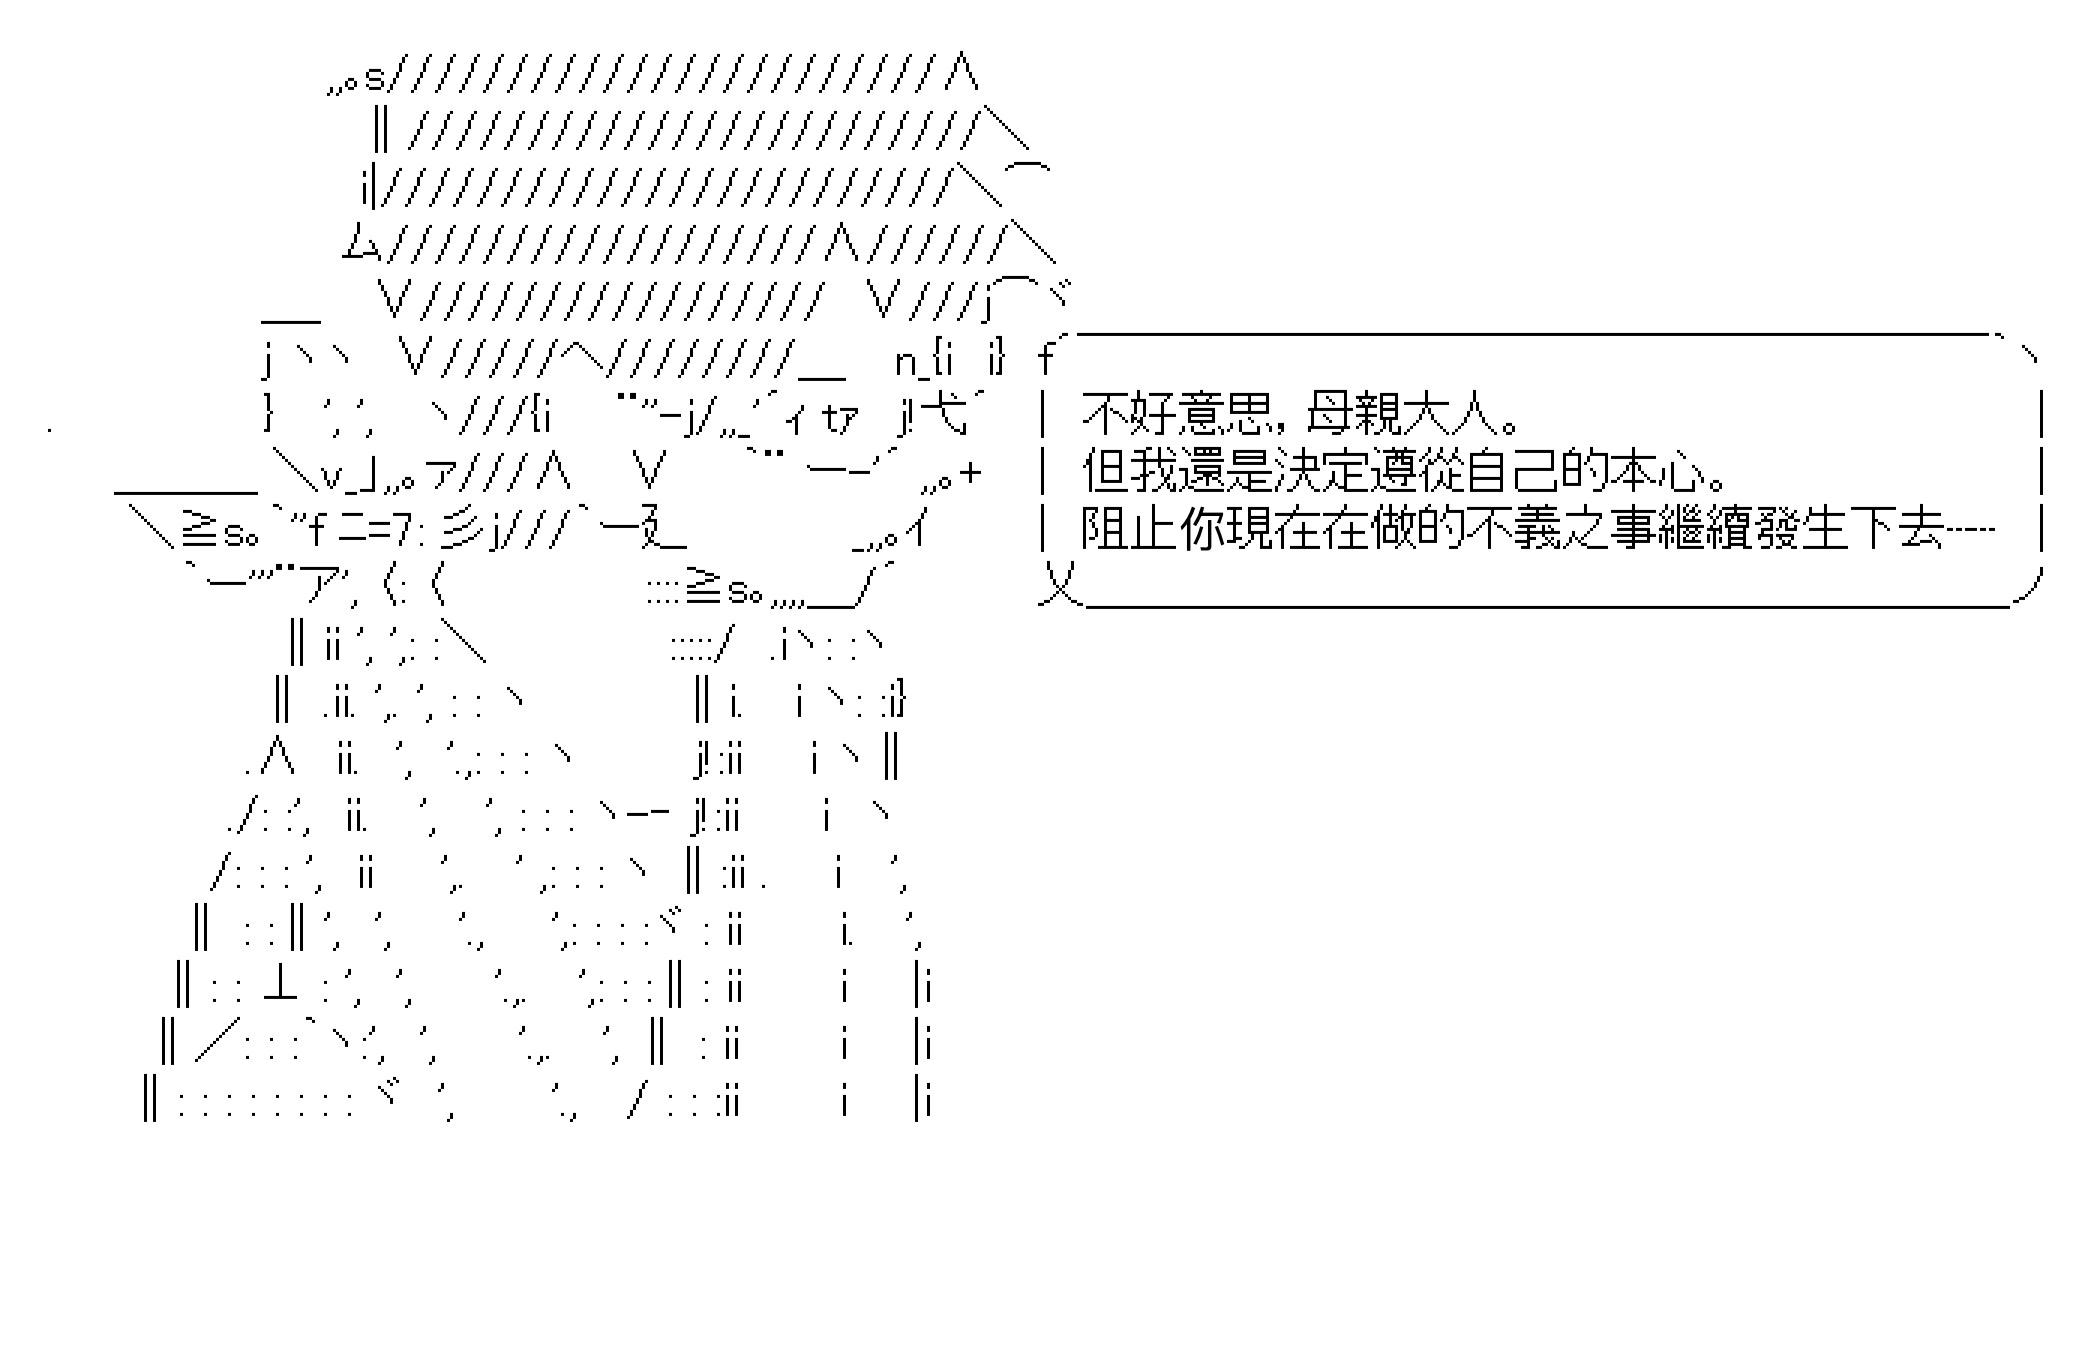 不好意思，母親大人。
但我還是決定遵從自己的本心。
阻止你現在在做的不義之事繼續發生下去┈┈